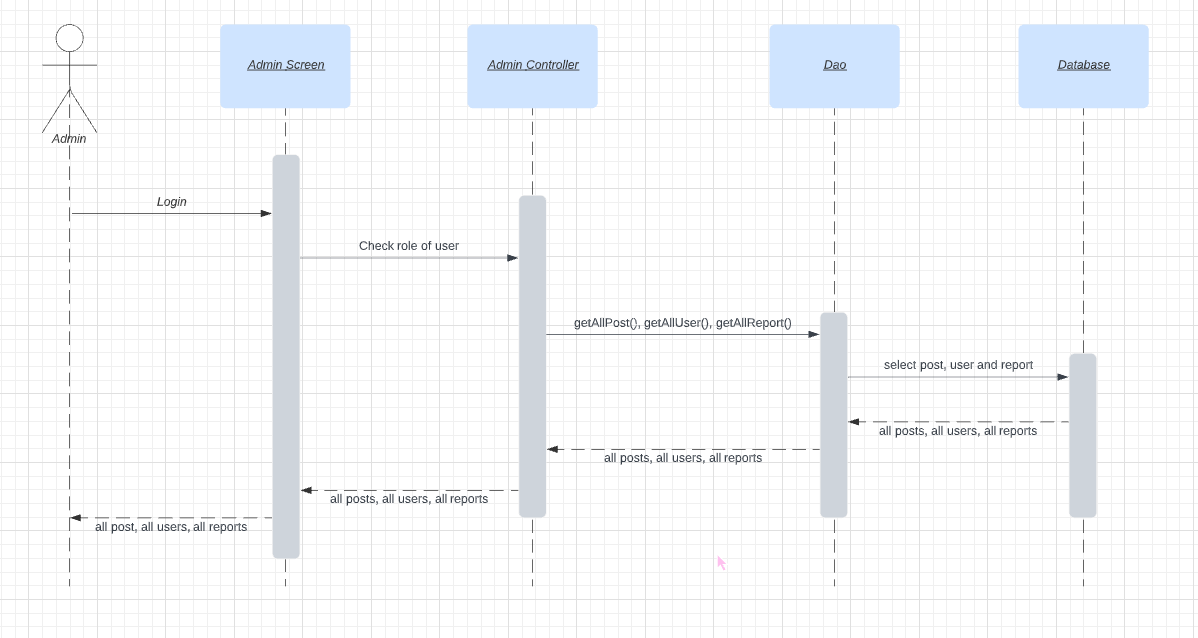 Admin Screen
Admin Controller
Dao
Database
Admin
Login
Check role of user
getAllPost(), getAllUser(), getAllReport()
select post, user and report
all posts, all users, all reports
all posts, all users, all reports
all posts, all users, all reports
all post, all users, all reports